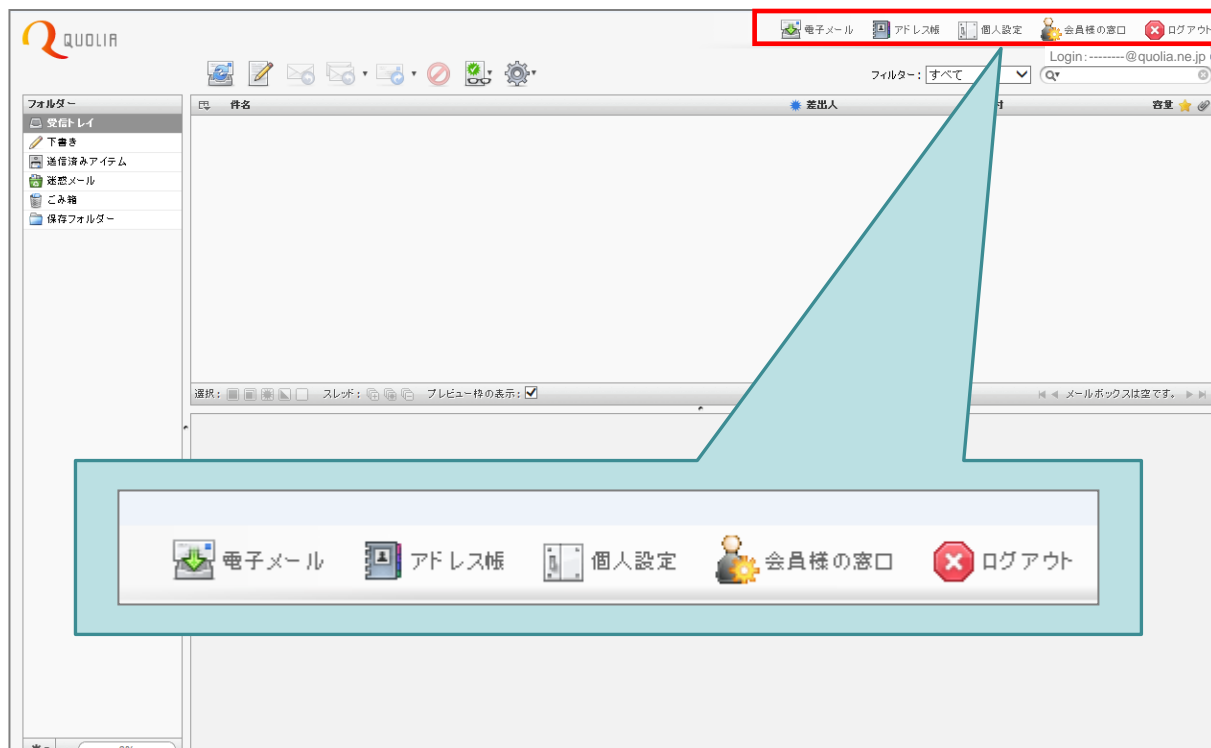 QUOLIA
電子メール アドレス帳 個人設定 会員様の窓口 ログアウト
Login:--------@quolia.ne.jp
フィルター: すべて
フォルダー
件名 差出人 容量
受信トレイ
下書き
送信済みアイテム
迷惑メール
ごみ箱
保存フォルダー
選択: スレッド: プレビュー枠の表示: メールボックスは空です。
電子メール アドレス帳 個人設定 会員様の窓口 ログアウト